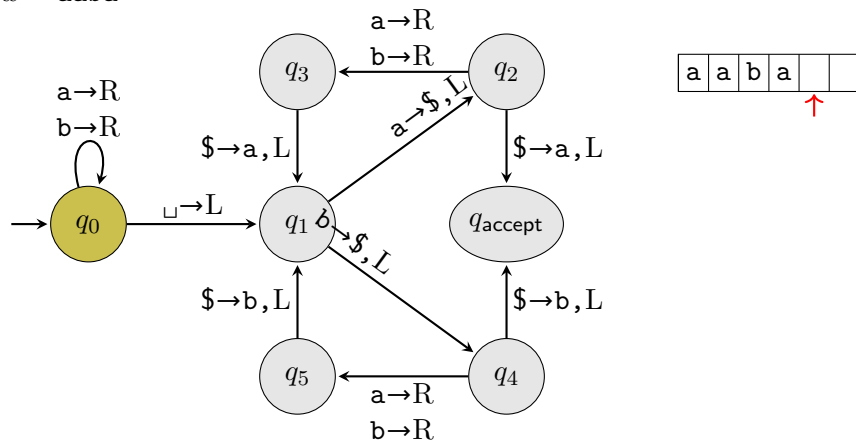 a→R
b→R
q3
q2
a a b a
a→R
b→R
a→$,L
$→a,L
$→a,L
q0
␣→L
q1
qaccept
b→$,L
$→b,L
$→b,L
q5
q4
a→R
b→R